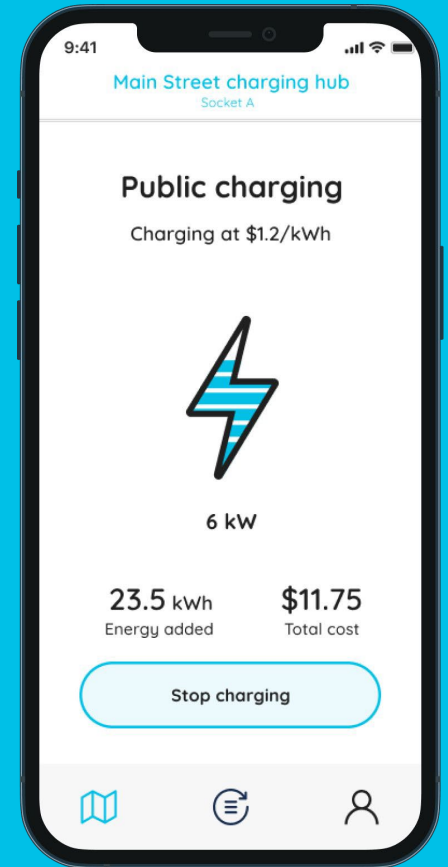 9:41
Main Street charging hub
Socket A
Public charging
Charging at $1.2/kWh
6 kW
23.5 kWh $11.75
Energy added Total cost
Stop charging